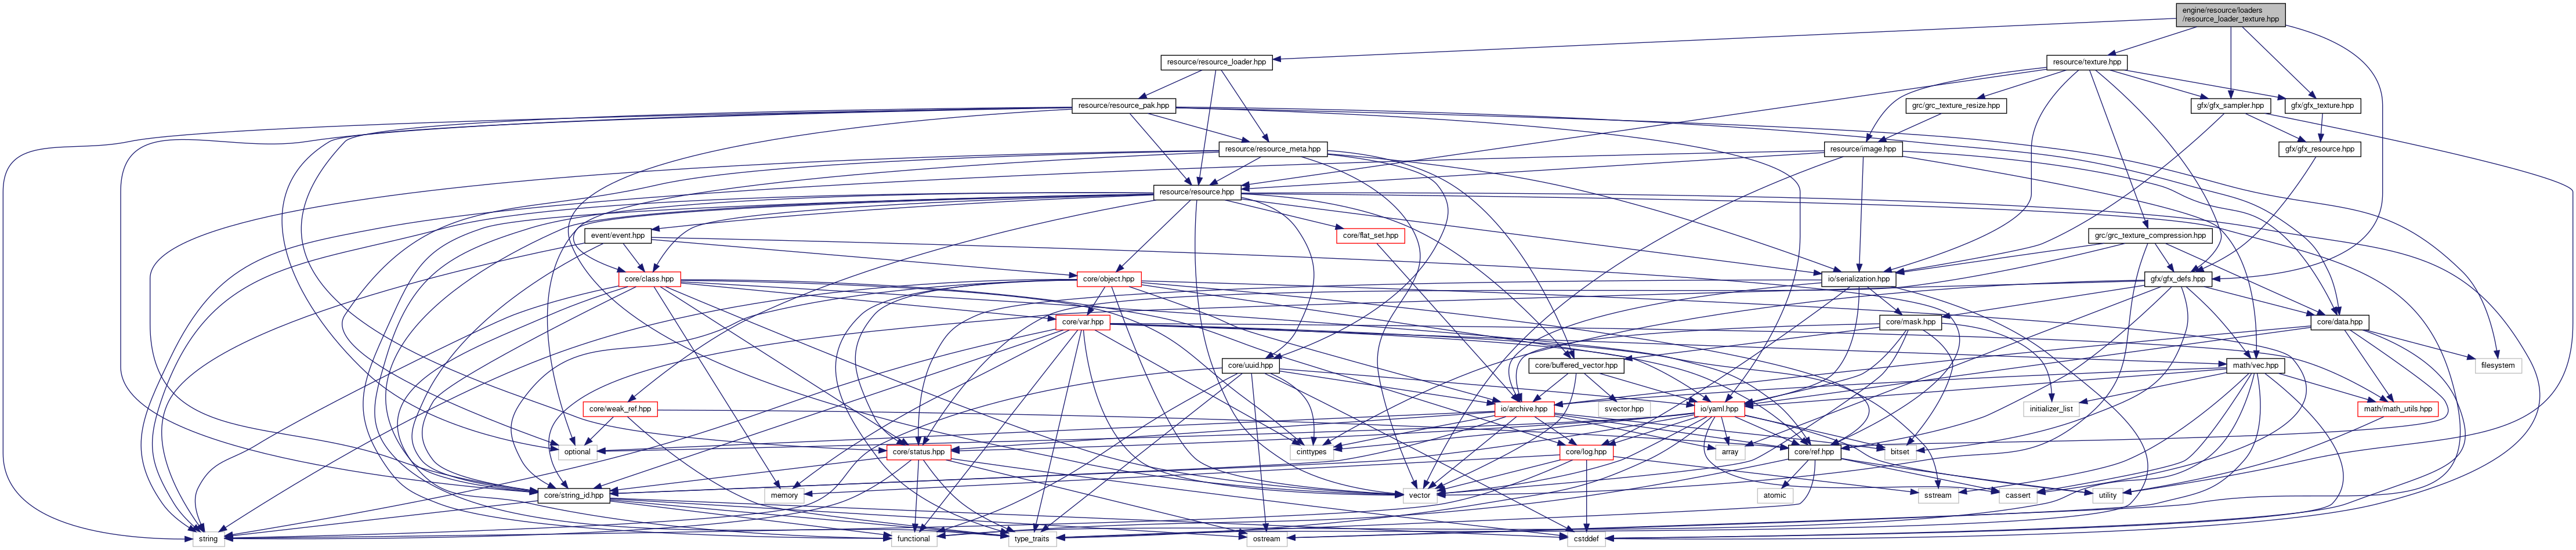 engine/resource/loaders
/resource_loader_texture.hpp
resource/resource_loader.hpp
resource/texture.hpp
resource/resource_pak.hpp
grc/grc_texture_resize.hpp
gfx/gfx_sampler.hpp
gfx/gfx_texture.hpp
resource/resource_meta.hpp
resource/image.hpp
gfx/gfx_resource.hpp
resource/resource.hpp
event/event.hpp
core/flat_set.hpp
grc/grc_texture_compression.hpp
core/class.hpp
core/object.hpp
io/serialization.hpp
gfx/gfx_defs.hpp
core/var.hpp
core/mask.hpp
core/data.hpp
core/uuid.hpp
core/buffered_vector.hpp
math/vec.hpp
filesystem
core/weak_ref.hpp
io/archive.hpp
svector.hpp
io/yaml.hpp
initializer_list
math/math_utils.hpp
optional
core/status.hpp
cinttypes
core/log.hpp
array
core/ref.hpp
bitset
core/string_id.hpp
memory
vector
atomic
sstream
cassert
utility
string
functional
type_traits
ostream
cstddef